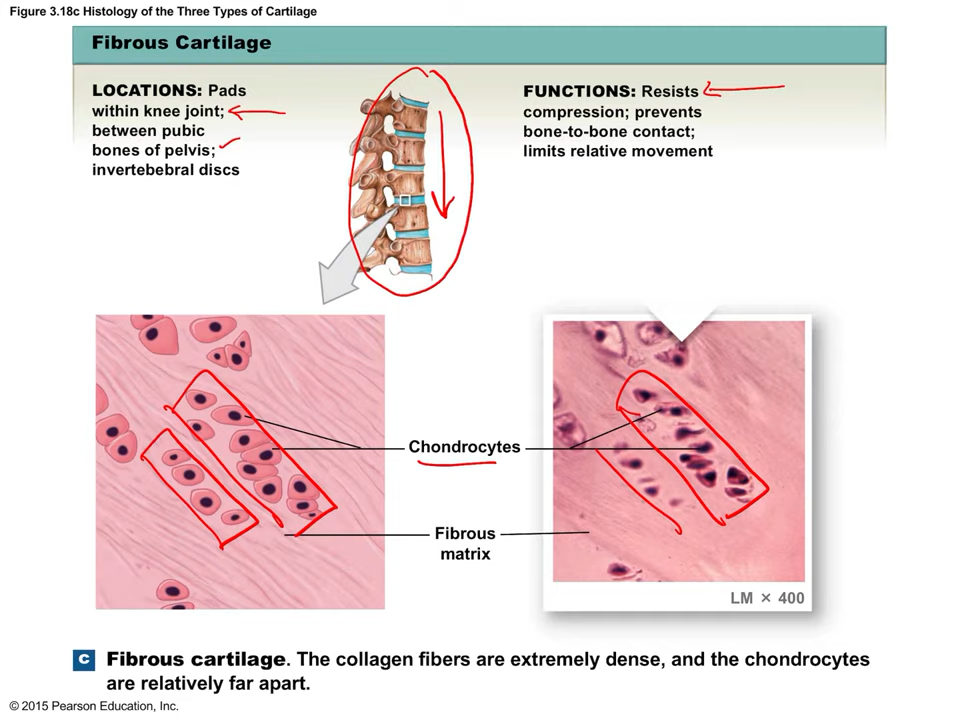 Figure 3.18c Histology of the Three Types of Cartilage
Fibrous Cartilage
LOCATIONS: Pads
within knee joint;
between pubic
bones of pelvis;
invertebebral discs
FUNCTIONS: Resists
compression; prevents
bone-to-bone contact;
limits relative movement
Chondrocytes
Fibrous
matrix
LM × 400
C Fibrous cartilage. The collagen fibers are extremely dense, and the chondrocytes
are relatively far apart.
© 2015 Pearson Education, Inc.